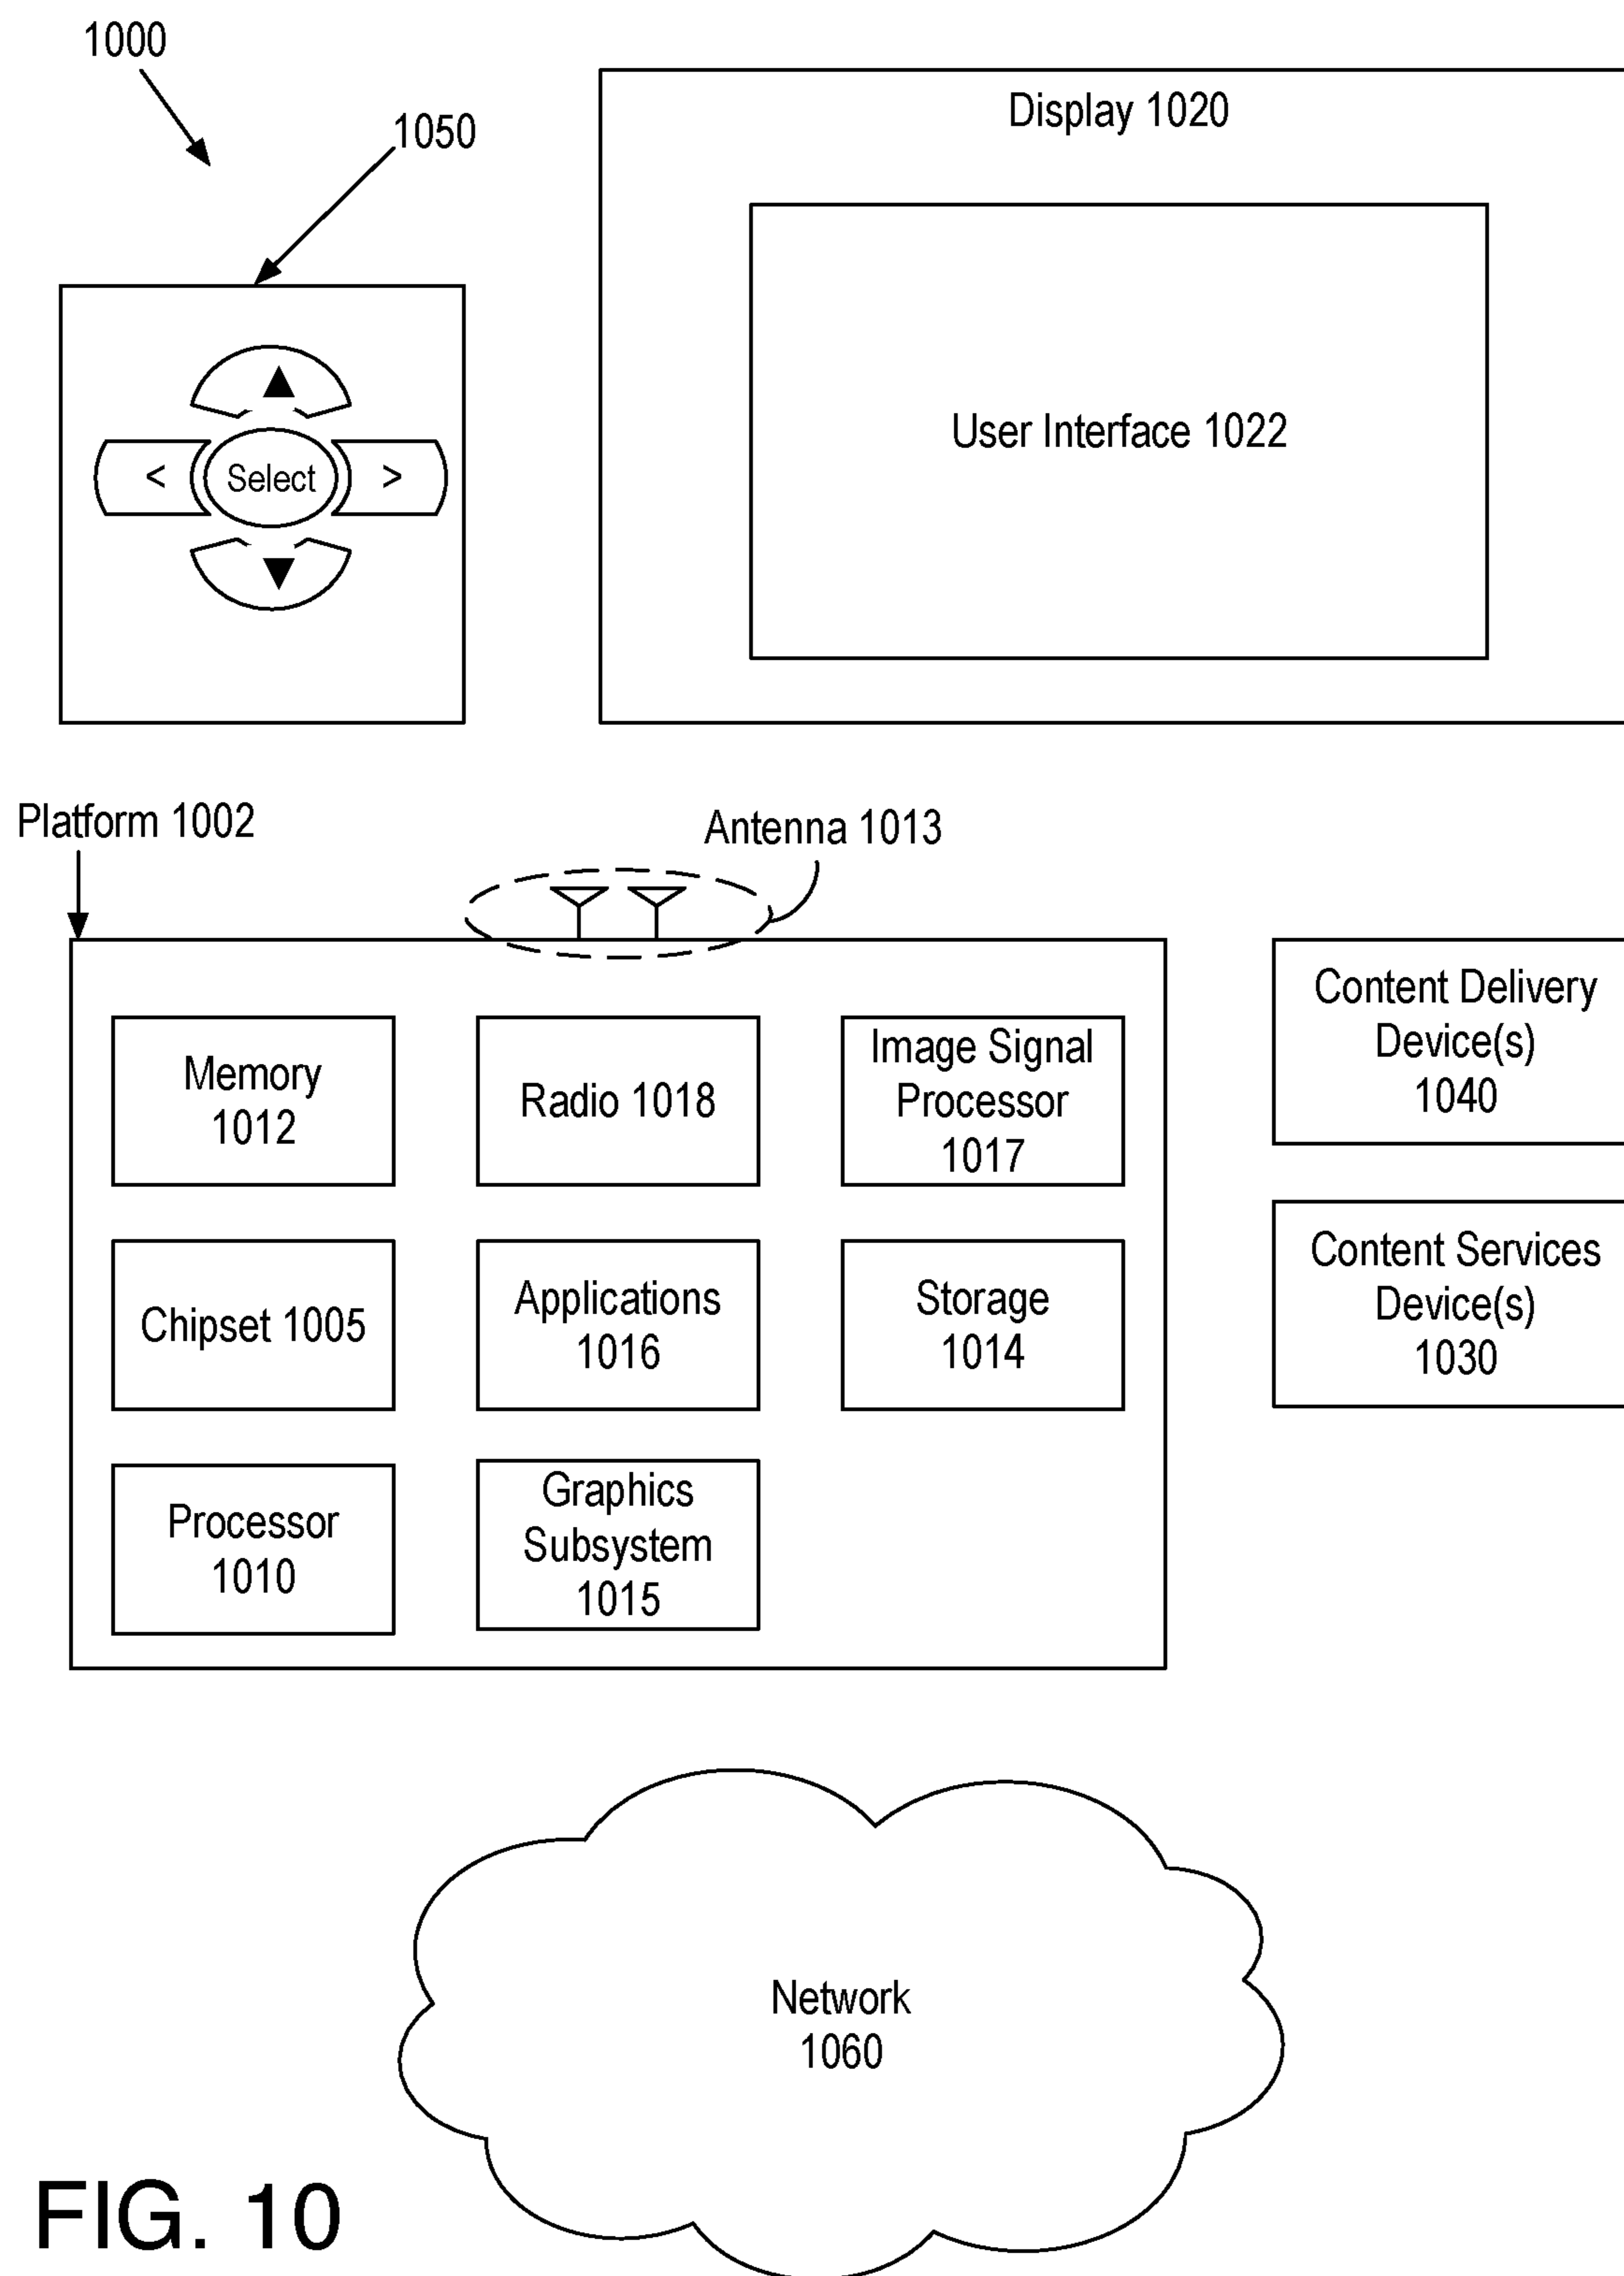 1000
1050
Display 1020
User Interface 1022
<
Select
>
Platform 1002
Antenna 1013
Memory
1012
Radio 1018
Image Signal
Processor
1017
Content Delivery
Device(s)
1040
Chipset 1005
Applications
1016
Storage
1014
Content Services
Device(s)
1030
Processor
1010
Graphics
Subsystem
1015
Network
1060
FIG. 10